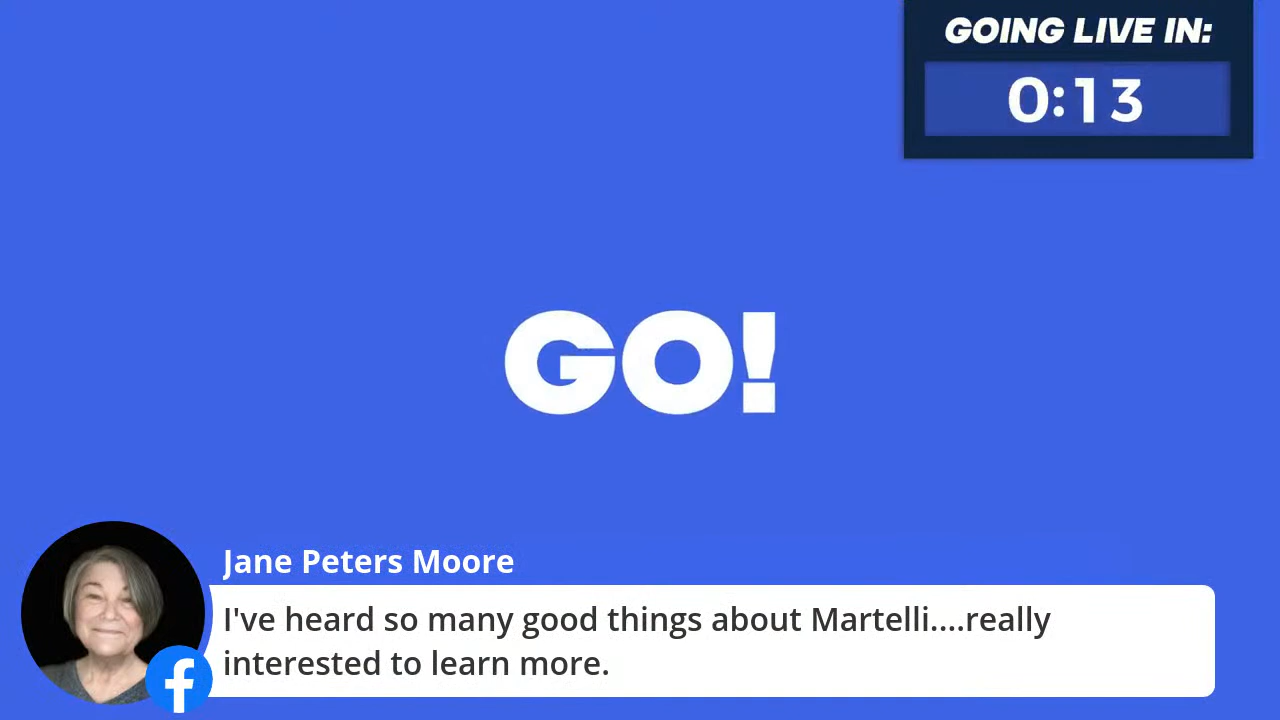 GOING LIVE IN:
0:13
GO!
Jane Peters Moore
I've heard so many good things about Martelli....really
interested to learn more.